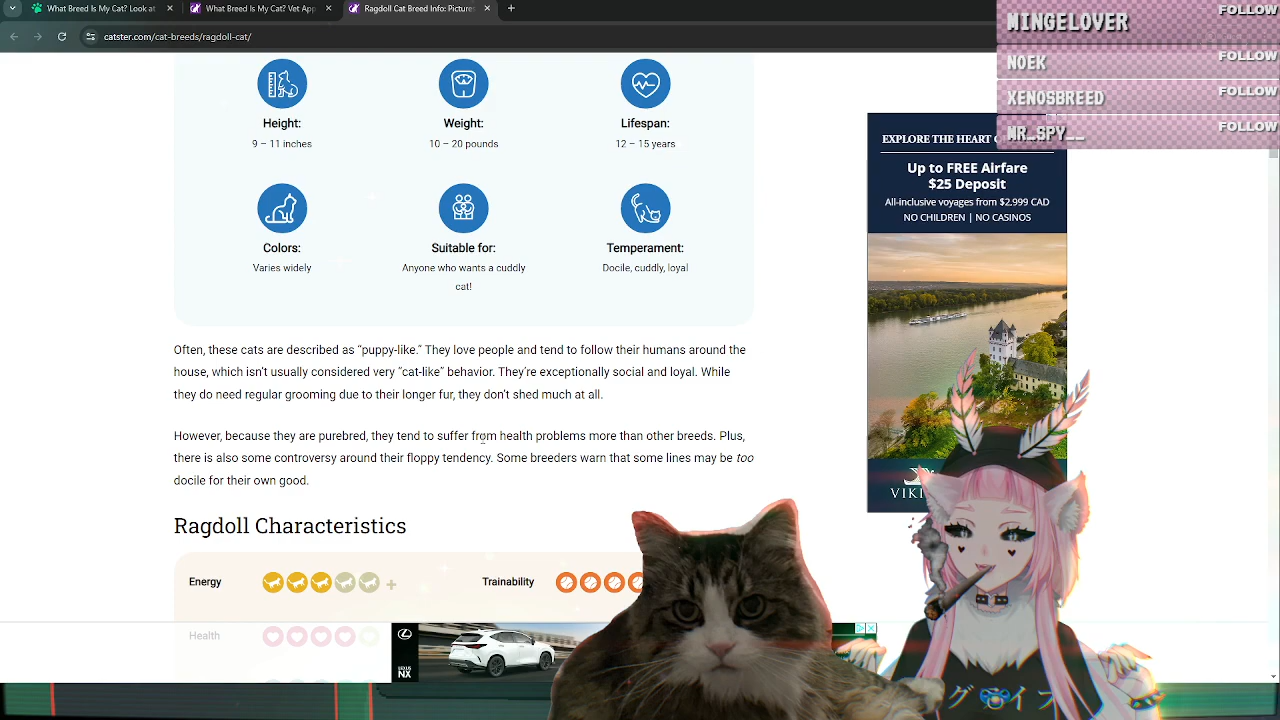 What Breed Is My Cat? Look at
What Breed Is My Cat? Vet App
Ragdoll Cat Breed Info: Picture
catster.com/cat-breeds/ragdoll-cat/
MINGELOVER FOLLOW
NOEK FOLLOW
XENOSBREED FOLLOW
MR_SPY__ FOLLOW
Height: Weight: Lifespan:
9 – 11 inches 10 – 20 pounds 12 – 15 years
Colors: Suitable for: Temperament:
Varies widely Anyone who wants a cuddly Docile, cuddly, loyal
cat!
EXPLORE THE HEART
Up to FREE Airfare
$25 Deposit
All-inclusive voyages from $2,999 CAD
NO CHILDREN | NO CASINOS
VIKI
Often, these cats are described as “puppy-like.” They love people and tend to follow their humans around the
house, which isn’t usually considered very “cat-like” behavior. They’re exceptionally social and loyal. While
they do need regular grooming due to their longer fur, they don’t shed much at all.
However, because they are purebred, they tend to suffer from health problems more than other breeds. Plus,
there is also some controversy around their floppy tendency. Some breeders warn that some lines may be too
docile for their own good.
Ragdoll Characteristics
Energy Trainability
Health
LEXUS
NX